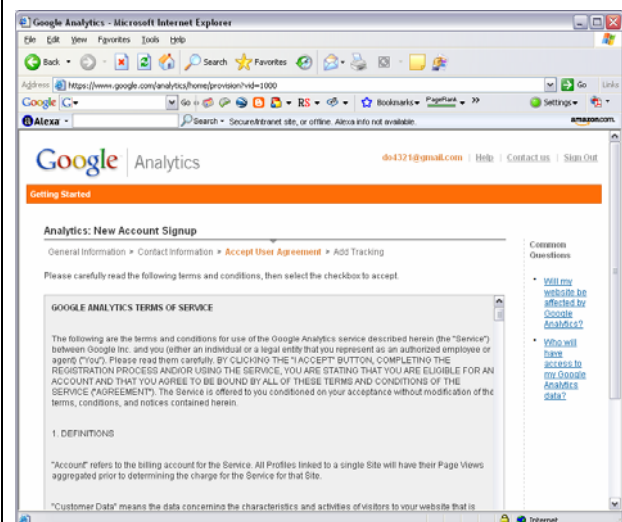 Google Analytics - Microsoft Internet Explorer
File Edit View Favorites Tools Help
Back Search Favorites
Address https://www.google.com/analytics/home/provision?vid=1000 Go Links
Google G Go RS Bookmarks PageRank » Settings
Alexa Search Secure/Intranet site, or offline. Alexa info not available. amazon.com
Google Analytics
do4321@gmail.com | Help | Contact us | Sign Out
Getting Started
Analytics: New Account Signup
General Information > Contact Information > Accept User Agreement > Add Tracking
Please carefully read the following terms and conditions, then select the checkbox to accept.
GOOGLE ANALYTICS TERMS OF SERVICE
The following are the terms and conditions for use of the Google Analytics service described herein (the "Service")
between Google Inc. and you (either an individual or a legal entity that you represent as an authorized employee or
agent) ("You"). Please read them carefully. BY CLICKING THE "I ACCEPT" BUTTON, COMPLETING THE
REGISTRATION PROCESS AND/OR USING THE SERVICE, YOU ARE STATING THAT YOU ARE ELIGIBLE FOR AN
ACCOUNT AND THAT YOU AGREE TO BE BOUND BY ALL OF THESE TERMS AND CONDITIONS OF THE
SERVICE ("AGREEMENT"). The Service is offered to you conditioned on your acceptance without modification of the
terms, conditions, and notices contained herein.
1. DEFINITIONS
"Account" refers to the billing account for the Service. All Profiles linked to a single Site will have their Page Views
aggregated prior to determining the charge for the Service for that Site.
"Customer Data" means the data concerning the characteristics and activities of visitors to your website that is
Common
Questions
Will my
website be
affected by
Google
Analytics?
Who will
have
access to
my Google
Analytics
data?
Internet